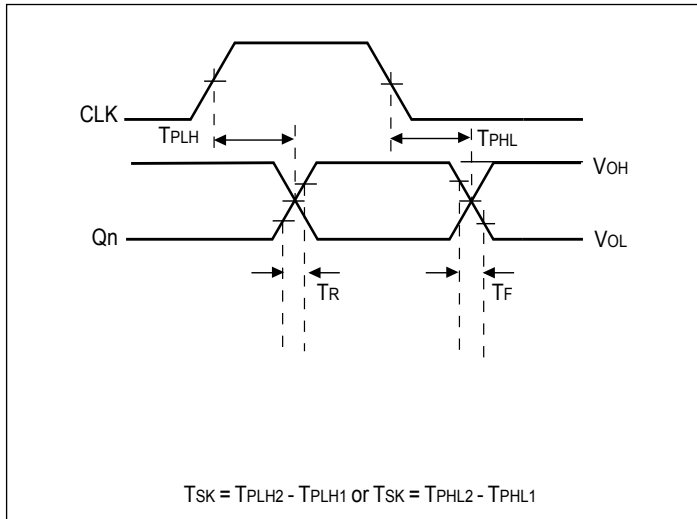 CLK
TPLH
TPHL
VOH
Qn
VOL
TR
TF
TSK = TPLH2 - TPLH1 or TSK = TPHL2 - TPHL1